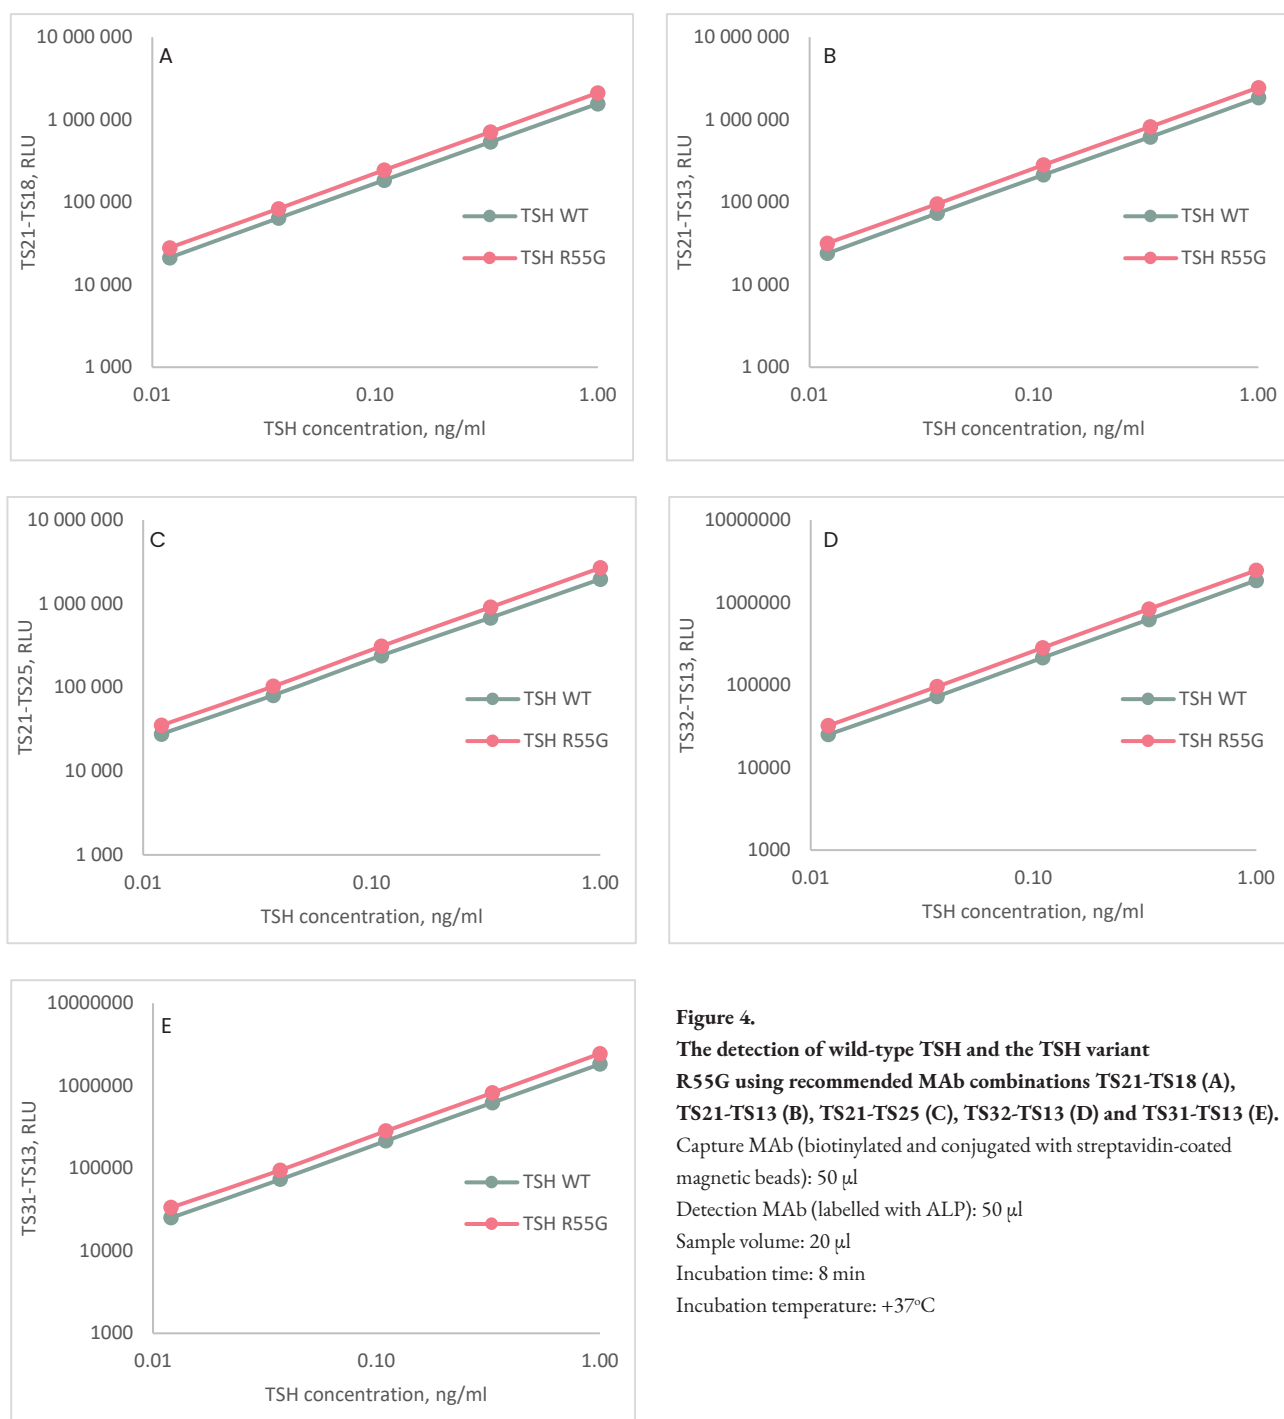 A
10 000 000
1 000 000
100 000
10 000
1 000
TS21-TS18, RLU
TSH WT
TSH R55G
0.01
0.10
1.00
TSH concentration, ng/ml
B
10 000 000
1 000 000
100 000
10 000
1 000
TS21-TS13, RLU
TSH WT
TSH R55G
0.01
0.10
1.00
TSH concentration, ng/ml
C
10 000 000
1 000 000
100 000
10 000
1 000
TS21-TS25, RLU
TSH WT
TSH R55G
0.01
0.10
1.00
TSH concentration, ng/ml
D
10000000
1000000
100000
10000
1000
TS32-TS13, RLU
TSH WT
TSH R55G
0.01
0.10
1.00
TSH concentration, ng/ml
E
10000000
1000000
100000
10000
1000
TS31-TS13, RLU
TSH WT
TSH R55G
0.01
0.10
1.00
TSH concentration, ng/ml
Figure 4.
The detection of wild-type TSH and the TSH variant
R55G using recommended MAb combinations TS21-TS18 (A),
TS21-TS13 (B), TS21-TS25 (C), TS32-TS13 (D) and TS31-TS13 (E).
Capture MAb (biotinylated and conjugated with streptavidin-coated
magnetic beads): 50 µl
Detection MAb (labelled with ALP): 50 µl
Sample volume: 20 µl
Incubation time: 8 min
Incubation temperature: +37°C